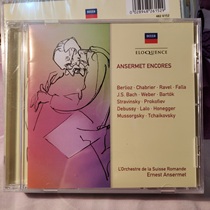 DECCA
ELOQUENCE
ANSERMET ENCORES
Berlioz · Chabrier · Ravel · Falla
J.S. Bach · Weber · Bartók
Stravinsky · Prokofiev
Debussy · Lalo · Honegger
Mussorgsky · Tchaikovsky
L'Orchestre de la Suisse Romande
Ernest Ansermet